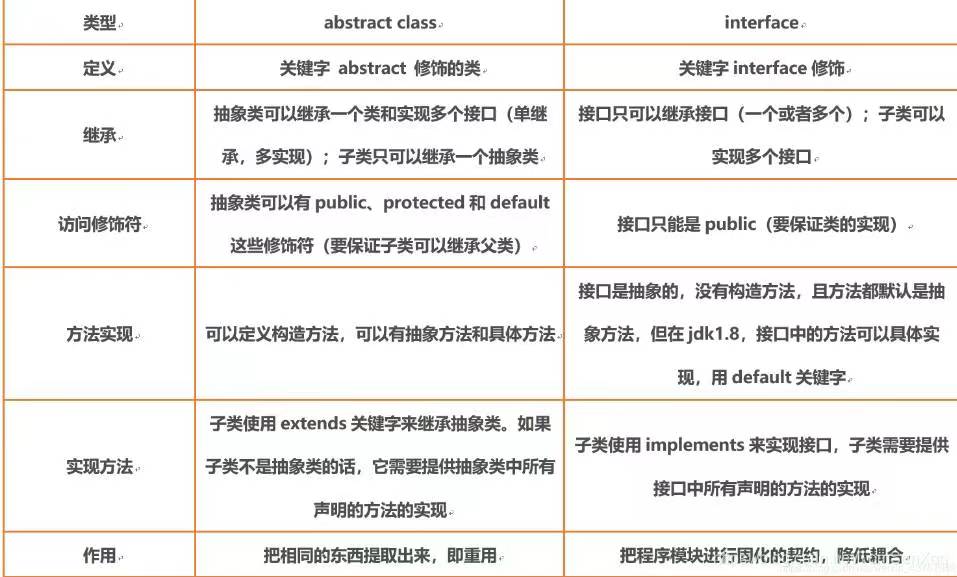 类型 abstract class interface
定义 关键字 abstract 修饰的类 关键字 interface 修饰
继承
抽象类可以继承一个类和实现多个接口（单继
承，多实现）；子类只可以继承一个抽象类
接口只可以继承接口（一个或者多个）；子类可以
实现多个接口
访问修饰符
抽象类可以有 public、protected 和 default
这些修饰符（要保证子类可以继承父类）
接口只能是 public（要保证类的实现）
方法实现
可以定义构造方法，可以有抽象方法和具体方法
接口是抽象的，没有构造方法，且方法都默认是抽
象方法，但在 jdk1.8，接口中的方法可以具体实
现，用 default 关键字
实现方法
子类使用 extends 关键字来继承抽象类。如果
子类不是抽象类的话，它需要提供抽象类中所有
声明的方法的实现
子类使用 implements 来实现接口，子类需要提供
接口中所有声明的方法的实现
作用 把相同的东西提取出来，即重用 把程序模块进行固化的契约，降低耦合